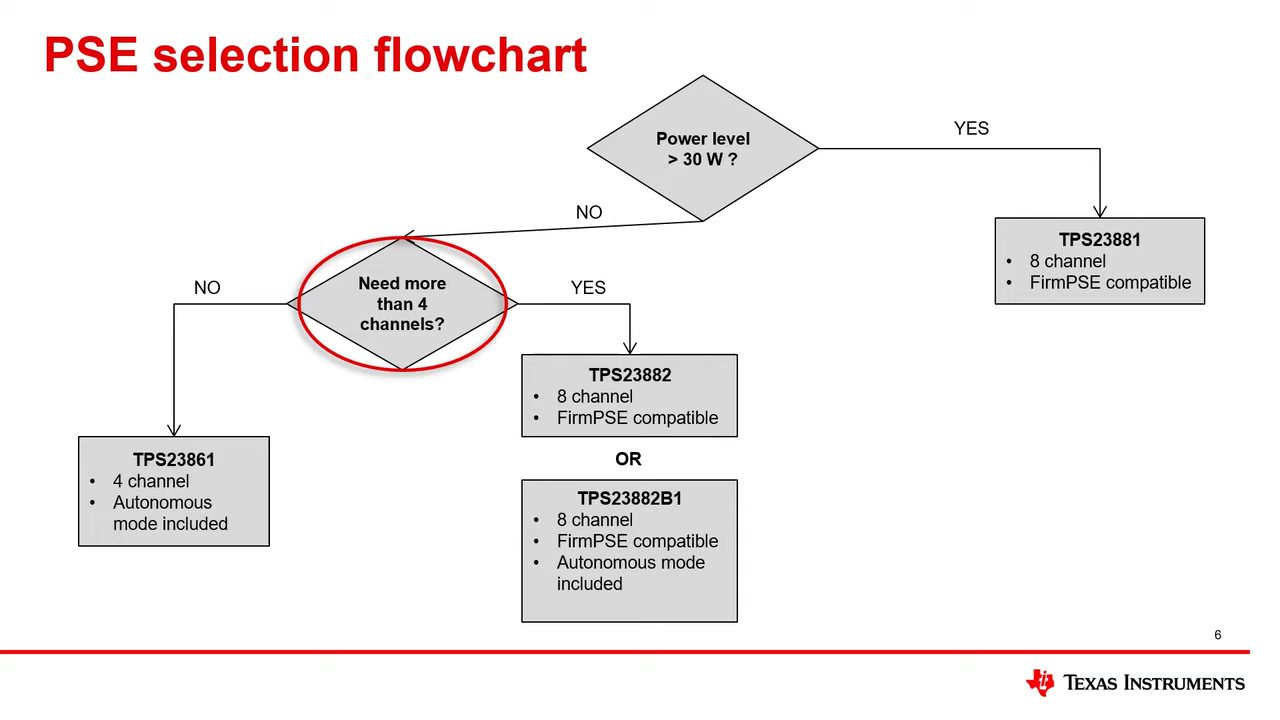 PSE selection flowchart
Power level
> 30 W ?
YES
NO
TPS23881
• 8 channel
• FirmPSE compatible
Need more
than 4
channels?
NO
YES
TPS23882
• 8 channel
• FirmPSE compatible
OR
TPS23861
• 4 channel
• Autonomous
mode included
TPS23882B1
• 8 channel
• FirmPSE compatible
• Autonomous mode
included
6
TEXAS INSTRUMENTS